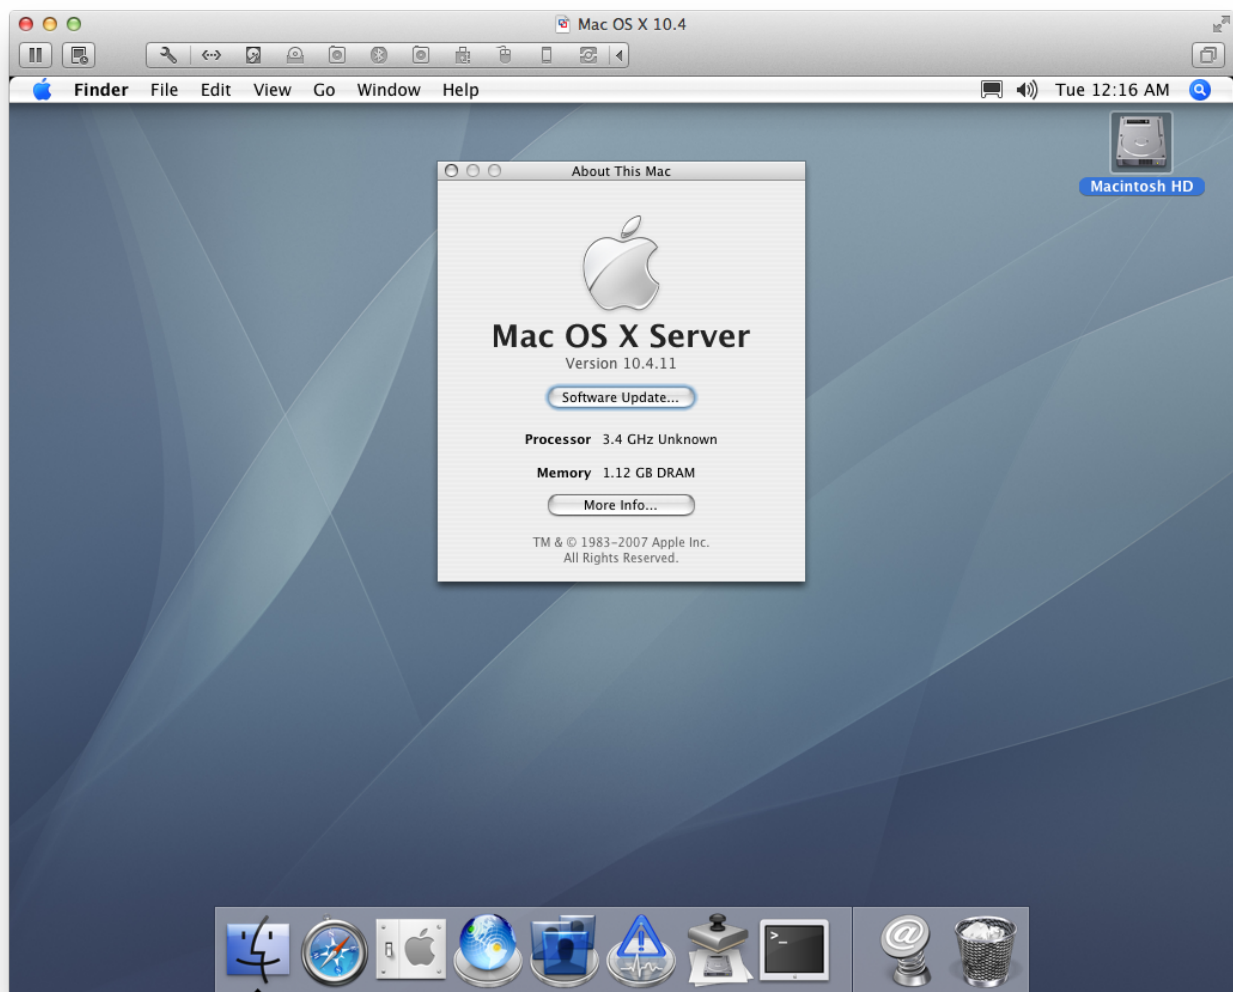 Mac OS X 10.4
Finder File Edit View Go Window Help Tue 12:16 AM
Macintosh HD
About This Mac
Mac OS X Server
Version 10.4.11
Software Update...
Processor 3.4 GHz Unknown
Memory 1.12 GB DRAM
More Info...
TM & © 1983–2007 Apple Inc.
All Rights Reserved.
>_
@